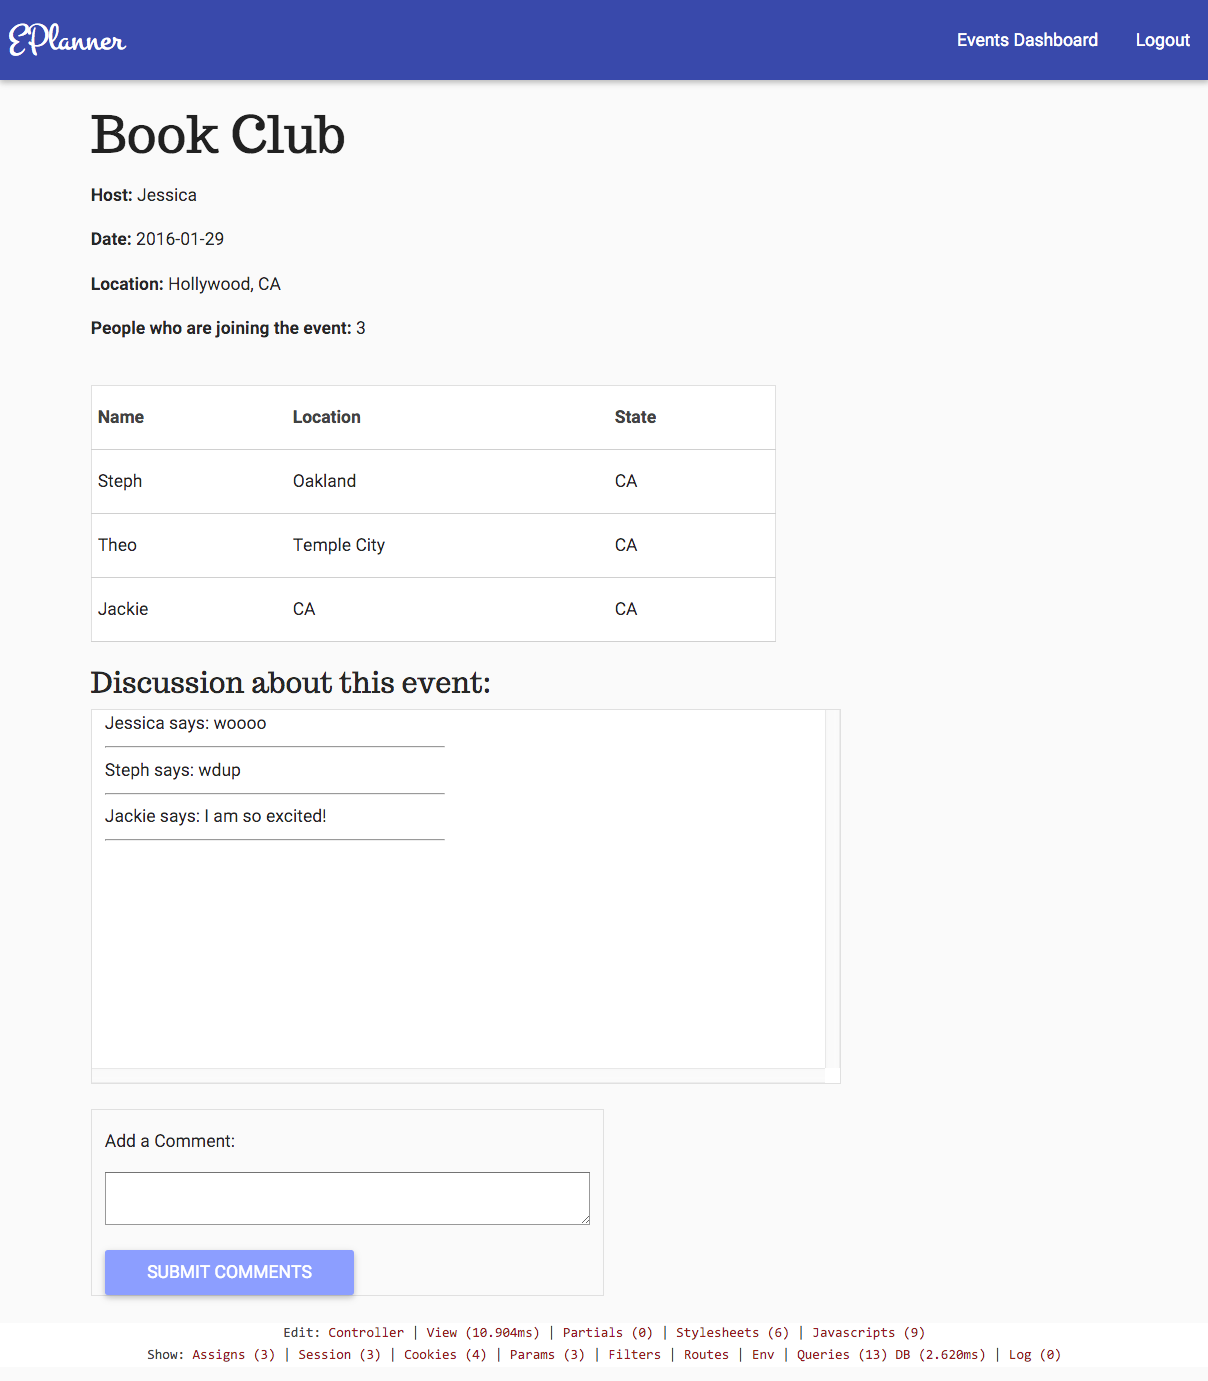 EPlanner Events Dashboard Logout
Book Club
Host: Jessica
Date: 2016-01-29
Location: Hollywood, CA
People who are joining the event: 3
Name Location State
Steph Oakland CA
Theo Temple City CA
Jackie CA CA
Discussion about this event:
Jessica says: woooo
Steph says: wdup
Jackie says: I am so excited!
Add a Comment:
SUBMIT COMMENTS
Edit: Controller | View (10.904ms) | Partials (0) | Stylesheets (6) | Javascripts (9)
Show: Assigns (3) | Session (3) | Cookies (4) | Params (3) | Filters | Routes | Env | Queries (13) DB (2.620ms) | Log (0)